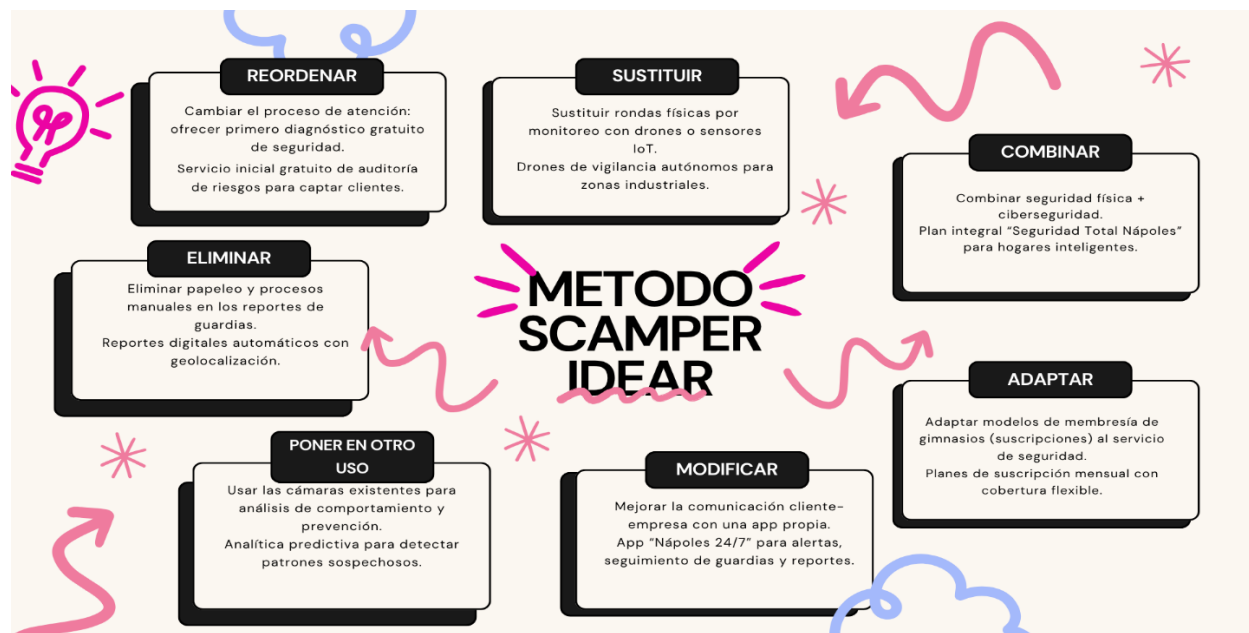 REORDENAR
Cambiar el proceso de atención:
ofrecer primero diagnóstico gratuito
de seguridad.
Servicio inicial gratuito de auditoría
de riesgos para captar clientes.
SUSTITUIR
Sustituir rondas físicas por
monitoreo con drones o sensores
IoT.
Drones de vigilancia autónomos para
zonas industriales.
COMBINAR
Combinar seguridad física +
ciberseguridad.
Plan integral “Seguridad Total Nápoles”
para hogares inteligentes.
ELIMINAR
Eliminar papeleo y procesos
manuales en los reportes de
guardias.
Reportes digitales automáticos con
geolocalización.
METODO
SCAMPER
IDEAR
ADAPTAR
Adaptar modelos de membresía de
gimnasios (suscripciones) al servicio
de seguridad.
Planes de suscripción mensual con
cobertura flexible.
PONER EN OTRO
USO
Usar las cámaras existentes para
análisis de comportamiento y
prevención.
Analítica predictiva para detectar
patrones sospechosos.
MODIFICAR
Mejorar la comunicación cliente-
empresa con una app propia.
App “Nápoles 24/7” para alertas,
seguimiento de guardias y reportes.